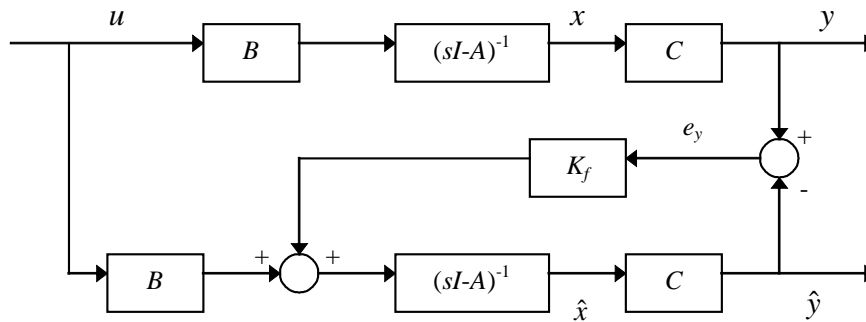 u x y
B (sI-A)⁻¹ C
+
e_y
K_f
-
+ +
B (sI-A)⁻¹ C
x̂ ŷ